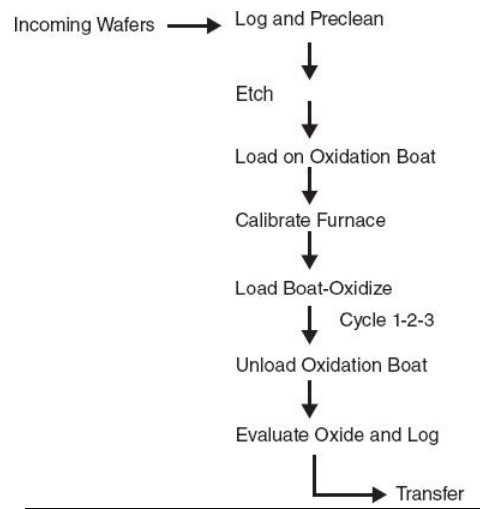 Incoming Wafers
Log and Preclean
Etch
Load on Oxidation Boat
Calibrate Furnace
Load Boat-Oxidize
Cycle 1-2-3
Unload Oxidation Boat
Evaluate Oxide and Log
Transfer